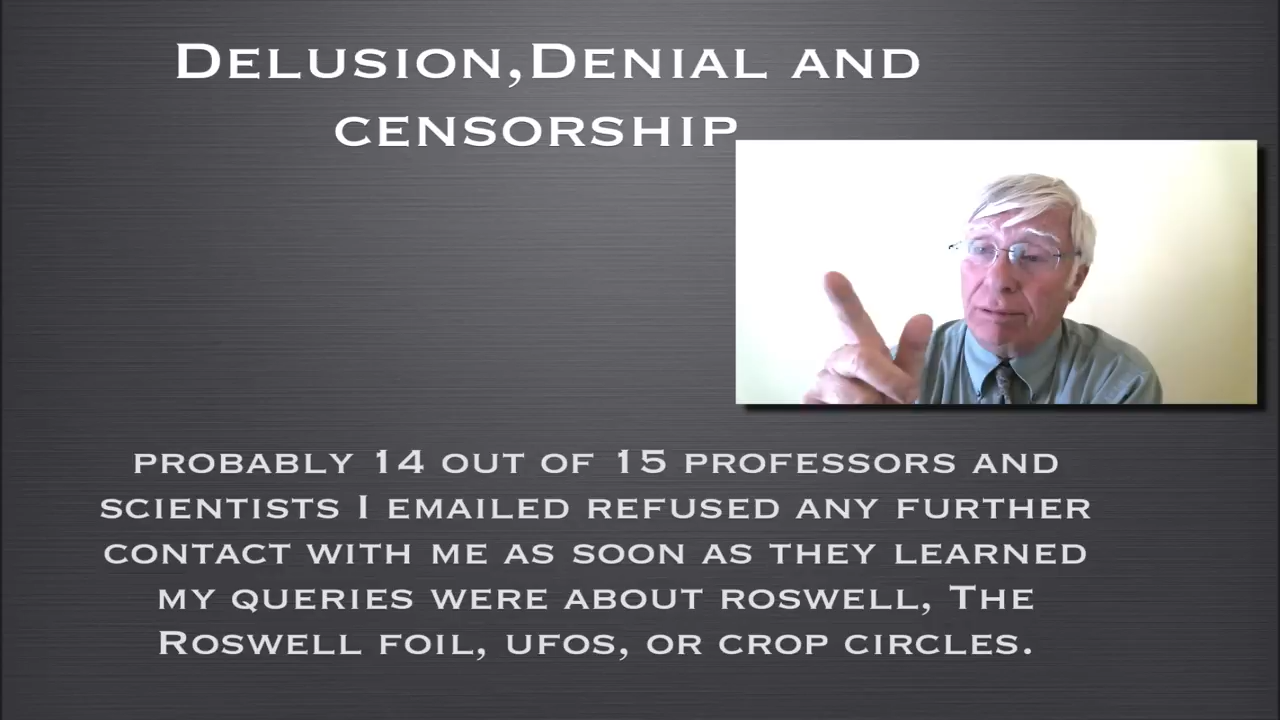 Delusion,Denial and
censorship
probably 14 out of 15 professors and
scientists I emailed refused any further
contact with me as soon as they learned
my queries were about roswell, The
Roswell foil, ufos, or crop circles.